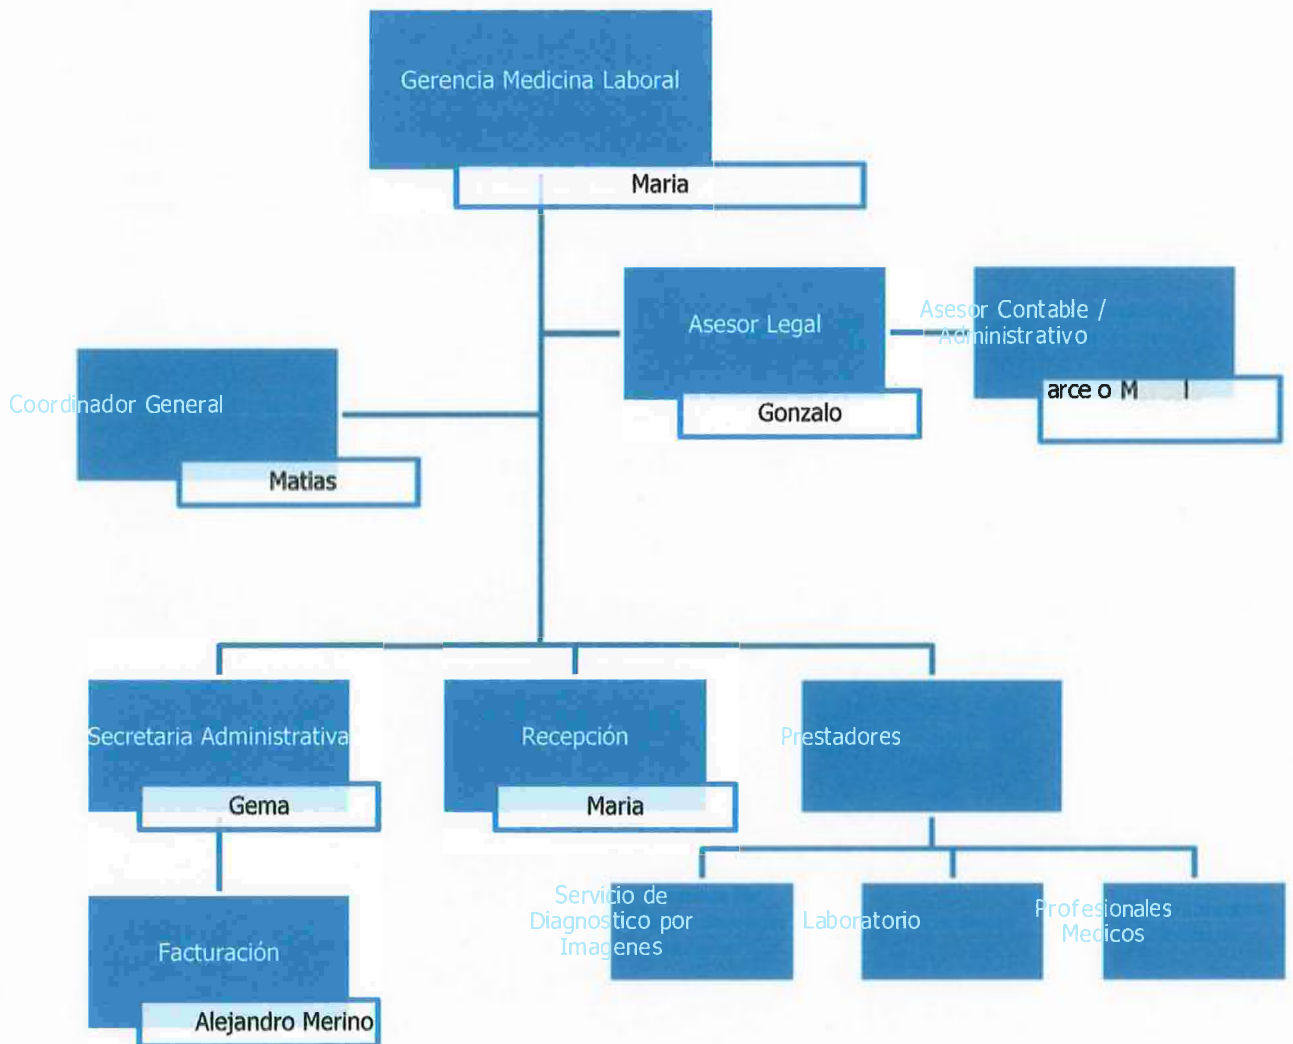 Gerencia Medicina Laboral
Maria
Asesor Legal
Gonzalo
Asesor Contable /
Administrativo
arce o M l
Coordinador General
Matias
Secretaria Administrativa
Gema
Recepción
Maria
Prestadores
Facturación
Alejandro Merino
Servicio de
Diagnostico por
Imagenes
Laboratorio
Profesionales
Medicos